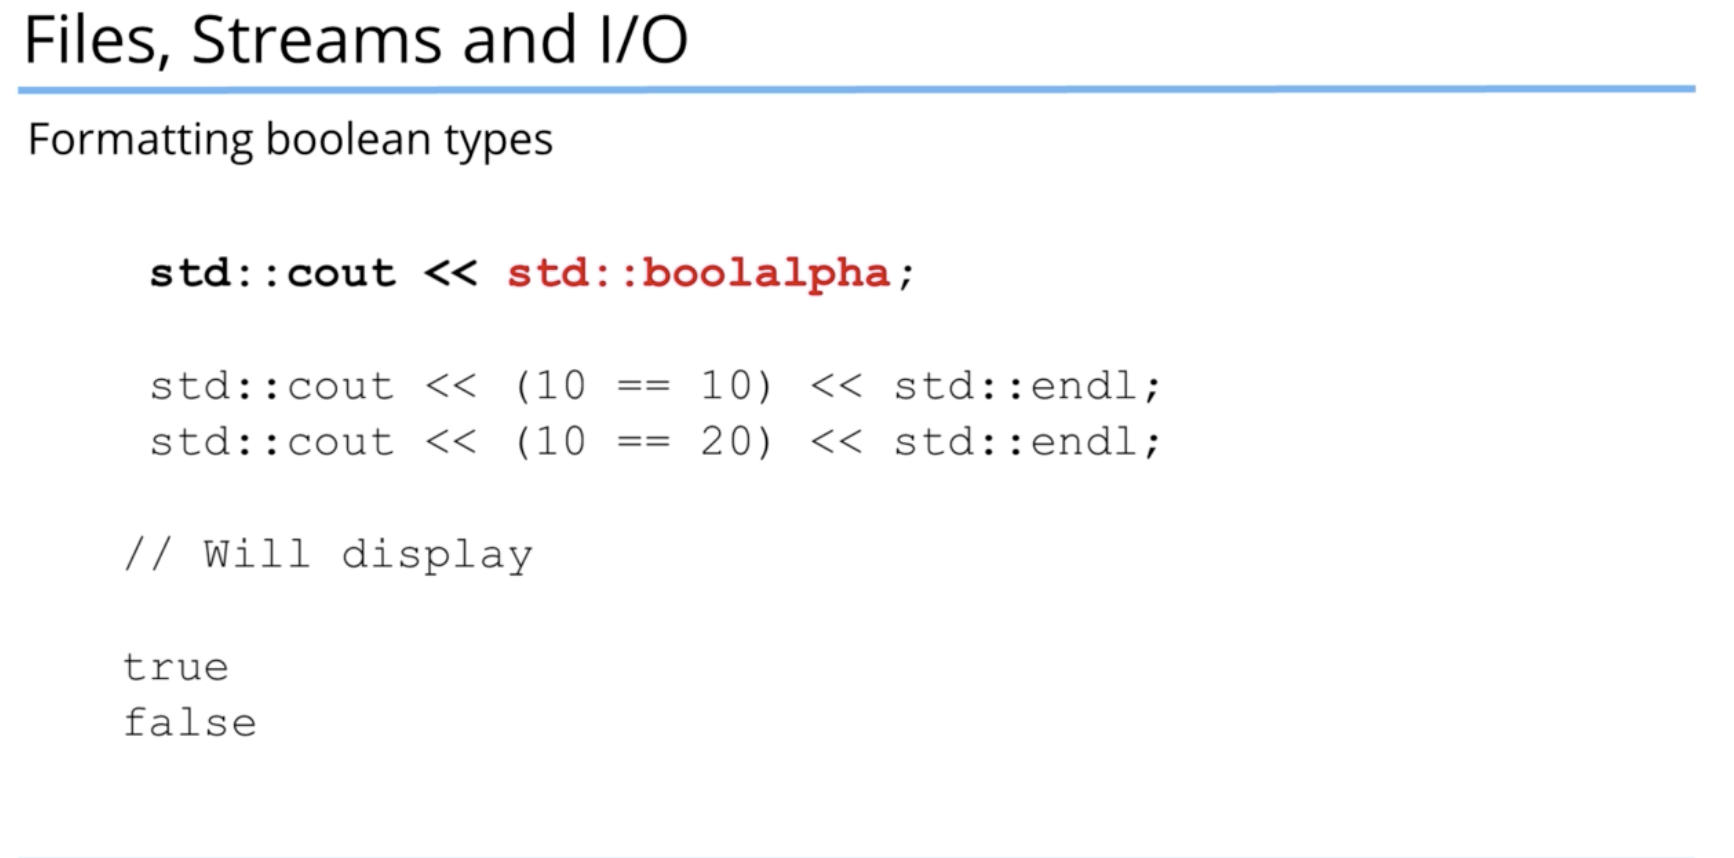 Files, Streams and I/O
Formatting boolean types
std::cout << std::boolalpha;
std::cout << (10 == 10) << std::endl;
std::cout << (10 == 20) << std::endl;
// Will display
true
false